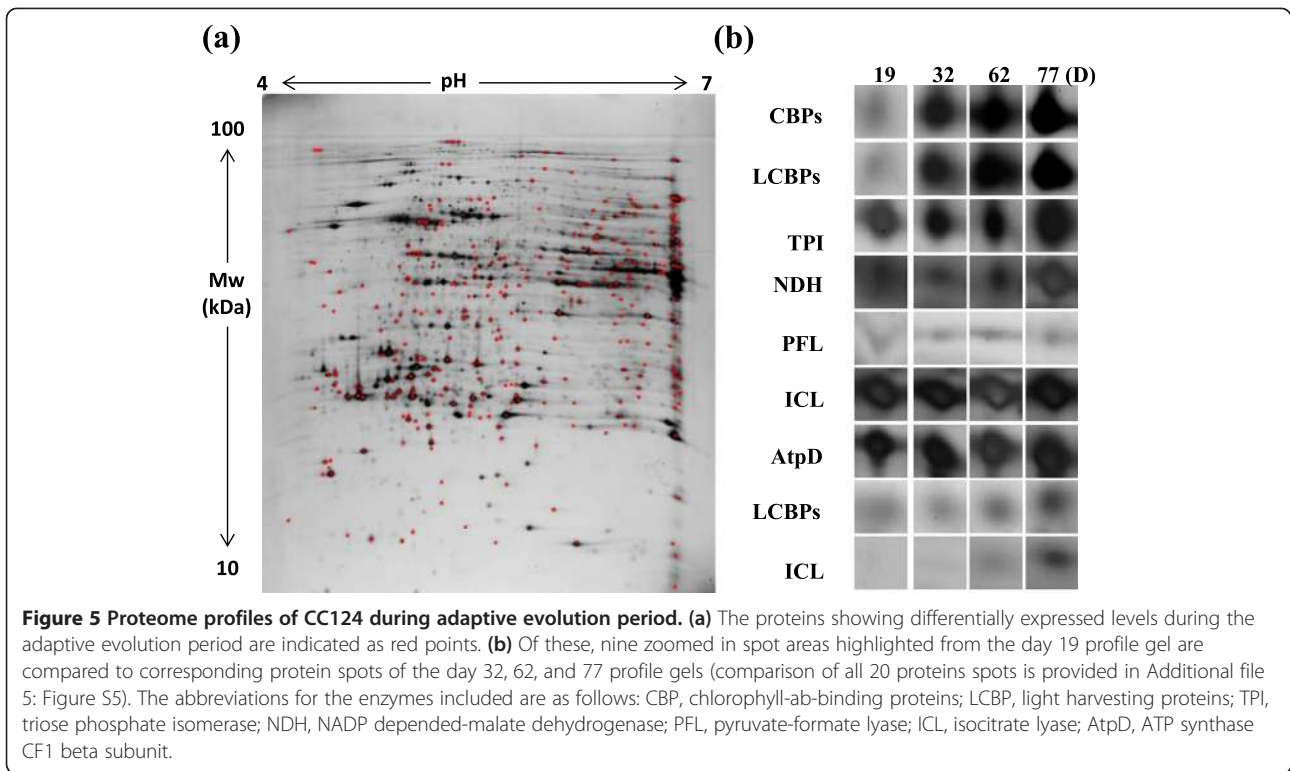 (a)
(b)
4 pH 7
100
Mw
(kDa)
10
19 32 62 77 (D)
CBPs
LCBPs
TPI
NDH
PFL
ICL
AtpD
LCBPs
ICL
Figure 5 Proteome profiles of CC124 during adaptive evolution period. (a) The proteins showing differentially expressed levels during the
adaptive evolution period are indicated as red points. (b) Of these, nine zoomed in spot areas highlighted from the day 19 profile gel are
compared to corresponding protein spots of the day 32, 62, and 77 profile gels (comparison of all 20 proteins spots is provided in Additional file
5: Figure S5). The abbreviations for the enzymes included are as follows: CBP, chlorophyll-ab-binding proteins; LCBP, light harvesting proteins; TPI,
triose phosphate isomerase; NDH, NADP depended-malate dehydrogenase; PFL, pyruvate-formate lyase; ICL, isocitrate lyase; AtpD, ATP synthase
CF1 beta subunit.